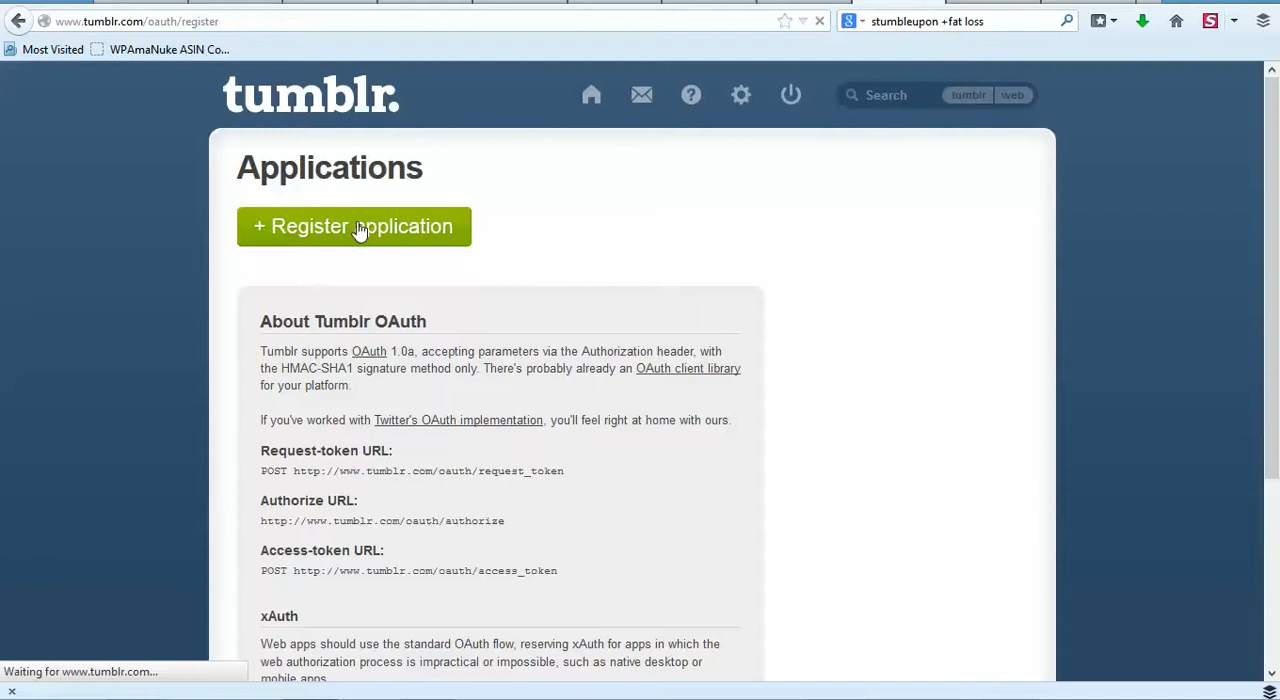 www.tumblr.com/oauth/register
stumbleupon +fat loss
Most Visited
WPAmaNuke ASIN Co...
tumblr.
Search
tumblr
web
Applications
+ Register application
About Tumblr OAuth
Tumblr supports OAuth 1.0a, accepting parameters via the Authorization header, with
the HMAC-SHA1 signature method only. There's probably already an OAuth client library
for your platform.
If you've worked with Twitter's OAuth implementation, you'll feel right at home with ours.
Request-token URL:
POST http://www.tumblr.com/oauth/request_token
Authorize URL:
http://www.tumblr.com/oauth/authorize
Access-token URL:
POST http://www.tumblr.com/oauth/access_token
xAuth
Web apps should use the standard OAuth flow, reserving xAuth for apps in which the
web authorization process is impractical or impossible, such as native desktop or
mobile apps.
Waiting for www.tumblr.com...